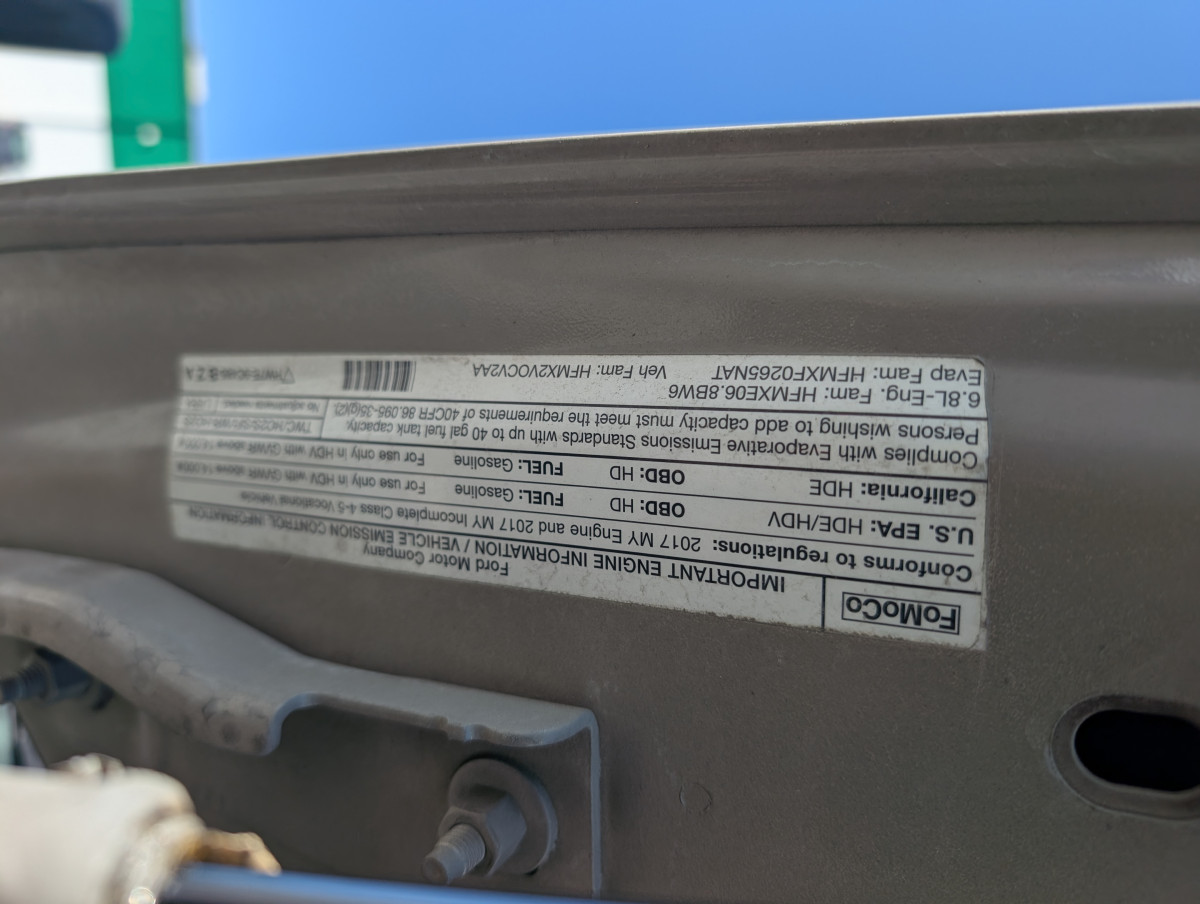 FoMoCo
IMPORTANT ENGINE INFORMATION / VEHICLE EMISSION CONTROL INFORMATION
Ford Motor Company
Conforms to regulations: 2017 MY Engine and 2017 MY Incomplete Class 4-5 Vocational Vehicle
U.S. EPA: HDE/HDV OBD: HD FUEL: Gasoline For use only in HDV with GVWR above 14,000#
California: HDE OBD: HD FUEL: Gasoline For use only in HDV with GVWR above 14,000#
Complies with Evaporative Emissions Standards with up to 40 gal fuel tank capacity.
Persons wishing to add capacity must meet the requirements of 40CFR 86.095-35(g)(2).
No adjustments needed.
6.8L-Eng. Fam: HFMXE06.8BW6
Evap Fam: HFMXF0265NAT Veh Fam: HFMX2VOCV2AA